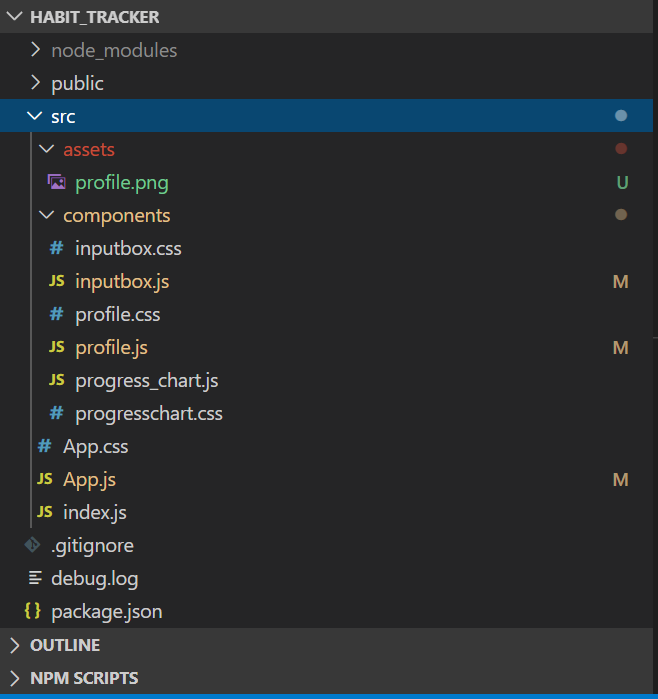 HABIT_TRACKER
node_modules
public
src
assets
profile.png U
components
# inputbox.css
JS inputbox.js M
# profile.css
JS profile.js M
JS progress_chart.js
# progresschart.css
# App.css
JS App.js M
JS index.js
.gitignore
debug.log
{} package.json
OUTLINE
NPM SCRIPTS